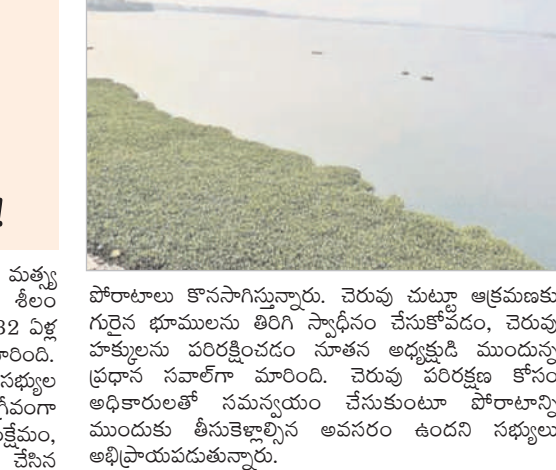 !
మత్స్య
శీలం
32 ఏళ్ల
మారింది.
సభ్యుల
చేసిన
పోరాటాలు కొనసాగిస్తున్నారు. చెరువు చుట్టూ ఆక్రమణకు
గురైన భూములను తిరిగి స్వాధీనం చేసుకోవడం, చెరువు
హక్కులను పరిరక్షించడం నూతన అధ్యక్షుడి ముందున్న
ప్రధాన సవాల్‌గా మారింది. చెరువు పరిరక్షణ కోసం
అధికారులతో సమన్వయం చేసుకుంటూ పోరాటాన్ని
ముందుకు తీసుకెళ్లాల్సిన అవసరం ఉందని సభ్యులు
అభిప్రాయపడుతున్నారు.